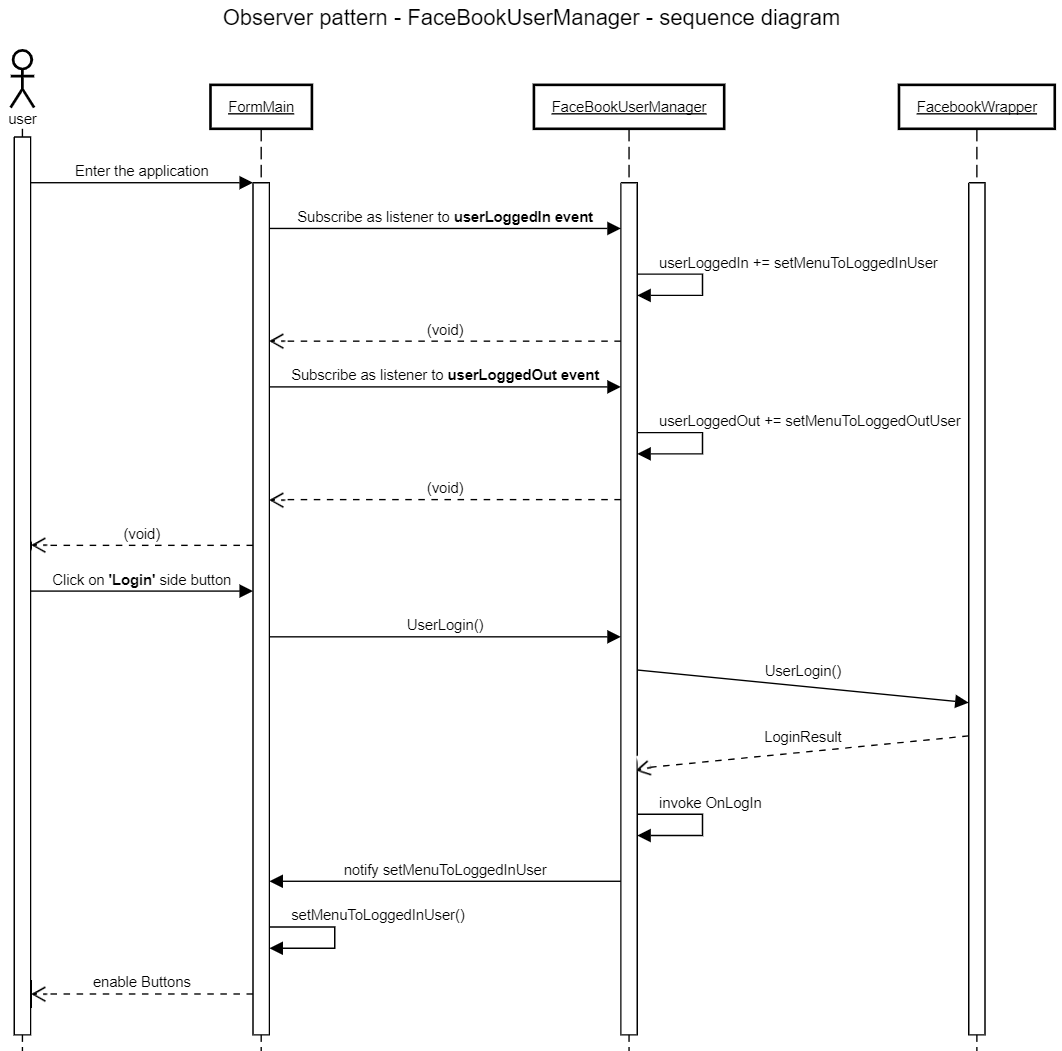 Observer pattern - FaceBookUserManager - sequence diagram
user
FormMain
FaceBookUserManager
FacebookWrapper
Enter the application
Subscribe as listener to userLoggedIn event
userLoggedIn += setMenuToLoggedInUser
(void)
Subscribe as listener to userLoggedOut event
userLoggedOut += setMenuToLoggedOutUser
(void)
(void)
Click on 'Login' side button
UserLogin()
UserLogin()
LoginResult
invoke OnLogIn
notify setMenuToLoggedInUser
setMenuToLoggedInUser()
enable Buttons